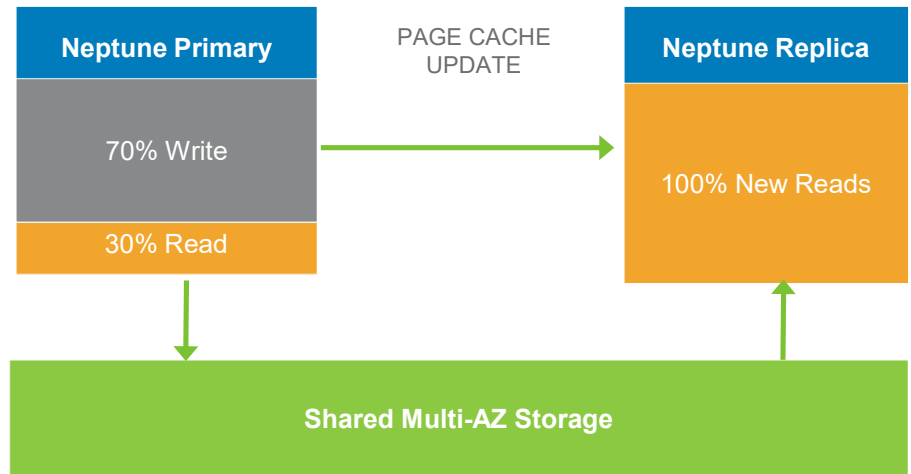 Neptune Primary
PAGE CACHE
UPDATE
Neptune Replica
70% Write
100% New Reads
30% Read
Shared Multi-AZ Storage